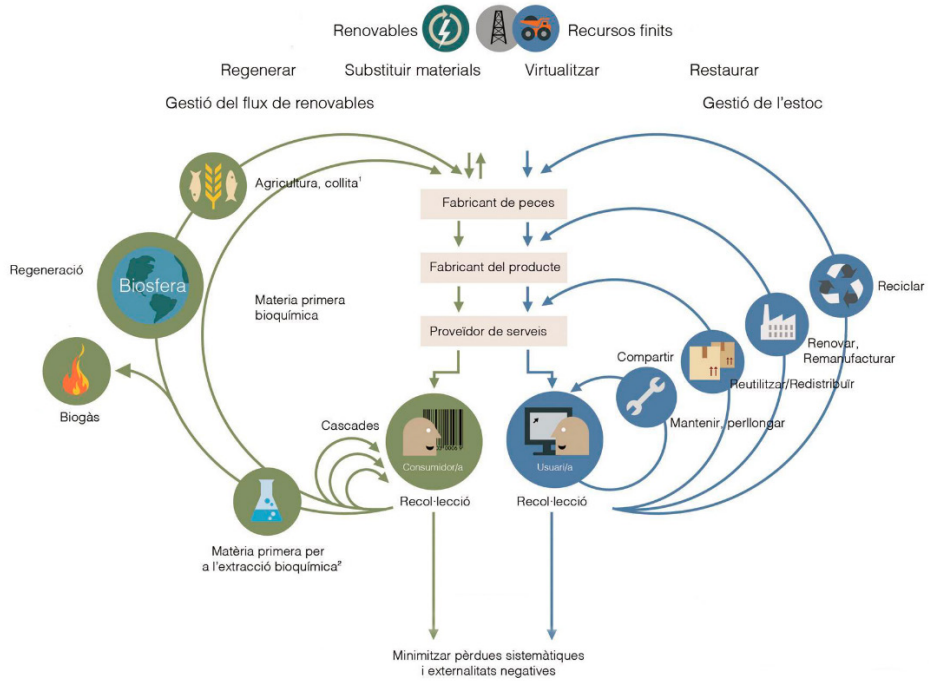 Renovables
Recursos finits
Regenerar
Substituir materials
Virtualitzar
Restaurar
Gestió del flux de renovables
Gestió de l'estoc
Agricultura, collita¹
Fabricant de peces
Regeneració
Biosfera
Fabricant del producte
Reciclar
Materia primera
bioquímica
Proveïdor de serveis
Renovar,
Remanufacturar
Compartir
Reutilitzar/Redistribuïr
Biogàs
Mantenir, perllongar
Cascades
Consumidor/a
Usuari/a
Recol·lecció
Recol·lecció
Matèria primera per
a l'extracció bioquímica²
Minimitzar pèrdues sistemàtiques
i externalitats negatives